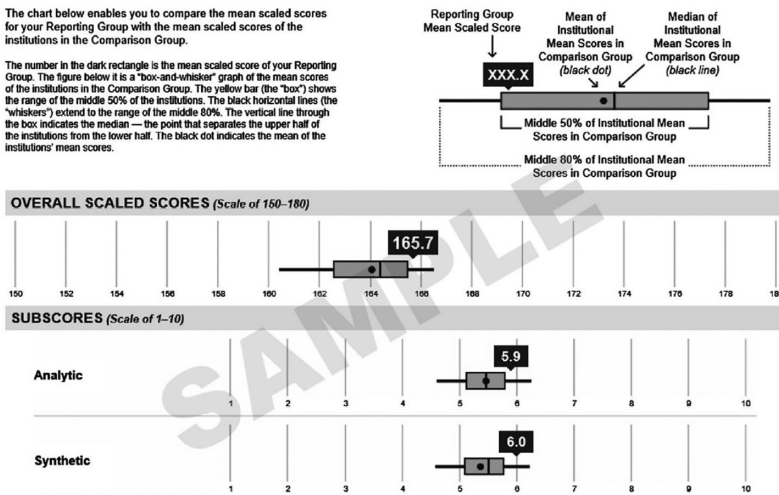 The chart below enables you to compare the mean scaled scores
for your Reporting Group with the mean scaled scores of the
institutions in the Comparison Group.
The number in the dark rectangle is the mean scaled score of your Reporting
Group. The figure below it is a "box-and-whisker" graph of the mean scores
of the institutions in the Comparison Group. The yellow bar (the "box") shows
the range of the middle 50% of the institutions. The black horizontal lines (the
"whiskers") extend to the range of the middle 80%. The vertical line through
the box indicates the median — the point that separates the upper half of
the institutions from the lower half. The black dot indicates the mean of the
institutions' mean scores.
Reporting Group
Mean Scaled Score
Mean of
Institutional
Mean Scores in
Comparison Group
(black dot)
Median of
Institutional
Mean Scores in
Comparison Group
(black line)
XXX.X
Middle 50% of Institutional Mean
Scores in Comparison Group
Middle 80% of Institutional Mean
Scores in Comparison Group
SAMPLE
OVERALL SCALED SCORES (Scale of 150–180)
165.7
150 152 154 156 158 160 162 164 166 168 170 172 174 176 178 180
SUBSCORES (Scale of 1–10)
Analytic
5.9
1 2 3 4 5 6 7 8 9 10
Synthetic
6.0
1 2 3 4 5 6 7 8 9 10